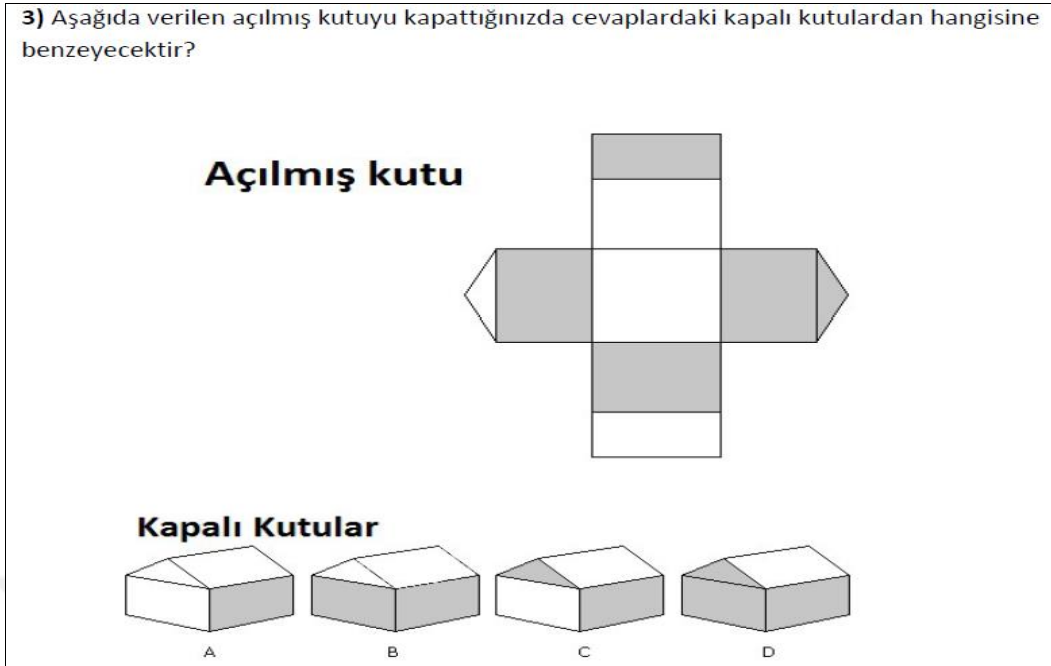 3) Aşağıda verilen açılmış kutuyu kapattığınızda cevaplardaki kapalı kutulardan hangisine
benzeyecektir?
Açılmış kutu
Kapalı Kutular
A B C D